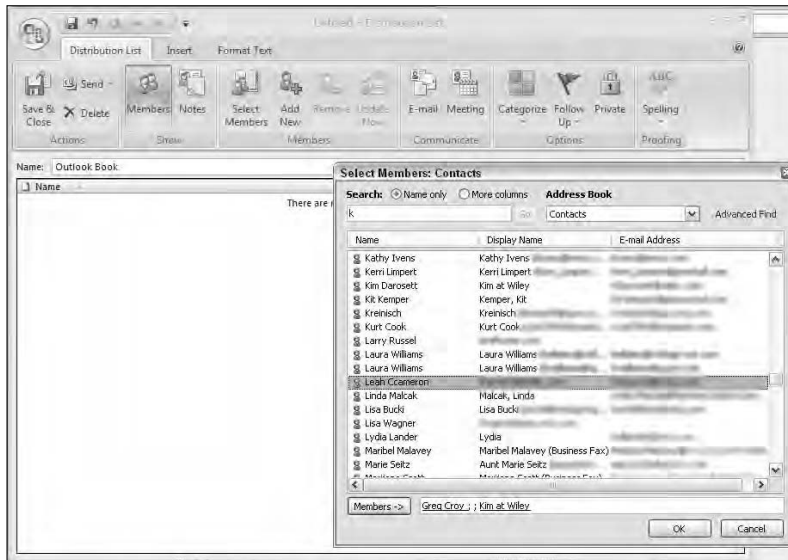 Distribution List Insert Format Text
Save & Close
Send
Delete
Actions
Members Notes
Show
Select Members
Add New
Remove
Update Now
Members
E-mail Meeting
Communicate
Categorize
Follow Up
Private
Options
ABC
Spelling
Proofing
Name: Outlook Book
Name
There are
Select Members: Contacts
Search: Name only More columns Address Book
k Go Contacts Advanced Find
Name Display Name E-mail Address
Kathy Ivens Kathy Ivens
Kerri Limpert Kerri Limpert
Kim Darosett Kim at Wiley
Kit Kemper Kemper, Kit
Kreinisch Kreinisch
Kurt Cook Kurt Cook
Larry Russel
Laura Williams Laura Williams
Laura Williams Laura Williams
Leah Ccameron
Linda Malcak Malcak, Linda
Lisa Bucki Lisa Bucki
Lisa Wagner
Lydia Lander Lydia
Maribel Malavey Maribel Malavey (Business Fax)
Marie Seitz Aunt Marie Seitz
Members -> Greg Croy ; ; Kim at Wiley
OK Cancel